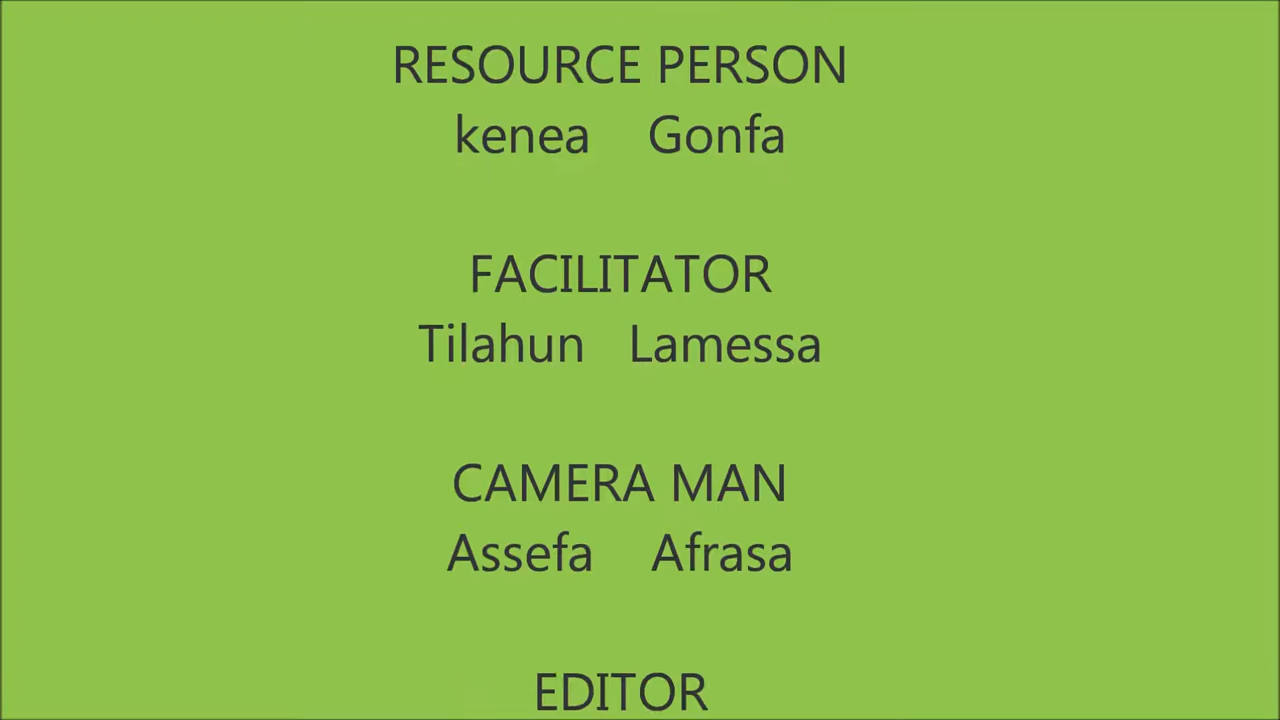 RESOURCE PERSON
kenea Gonfa
FACILITATOR
Tilahun Lamessa
CAMERA MAN
Assefa Afrasa
EDITOR